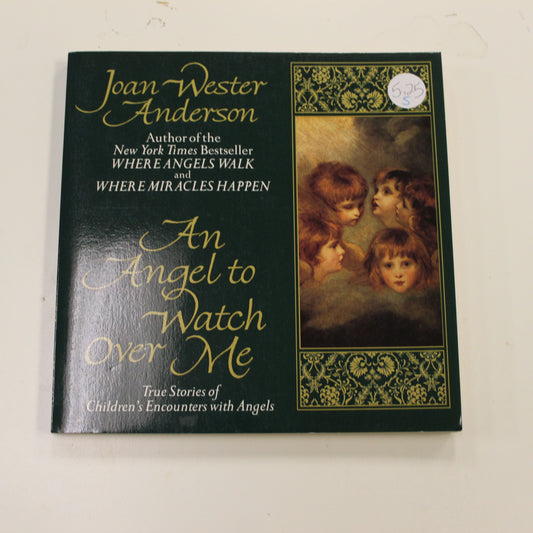 Joan Wester
Anderson
Author of the
New York Times Bestseller
WHERE ANGELS WALK
and
WHERE MIRACLES HAPPEN
An
Angel to
Watch
Over Me
True Stories of
Children's Encounters with Angels
5.25
S